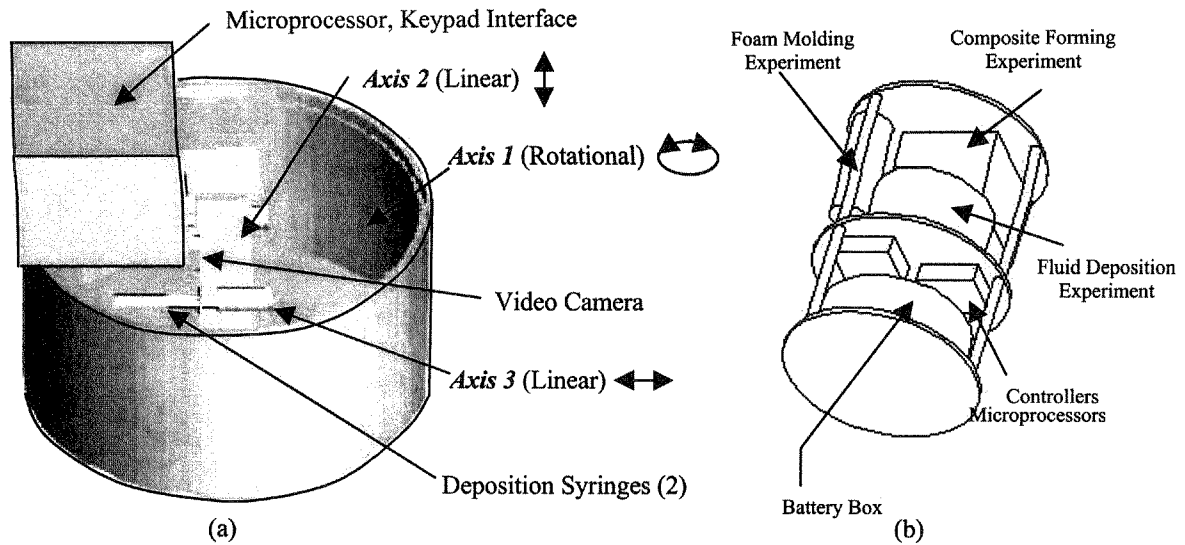 Microprocessor, Keypad Interface
Axis 2 (Linear)
Axis 1 (Rotational)
Video Camera
Axis 3 (Linear)
Deposition Syringes (2)
(a)
Foam Molding
Experiment
Composite Forming
Experiment
Fluid Deposition
Experiment
Controllers
Microprocessors
Battery Box
(b)